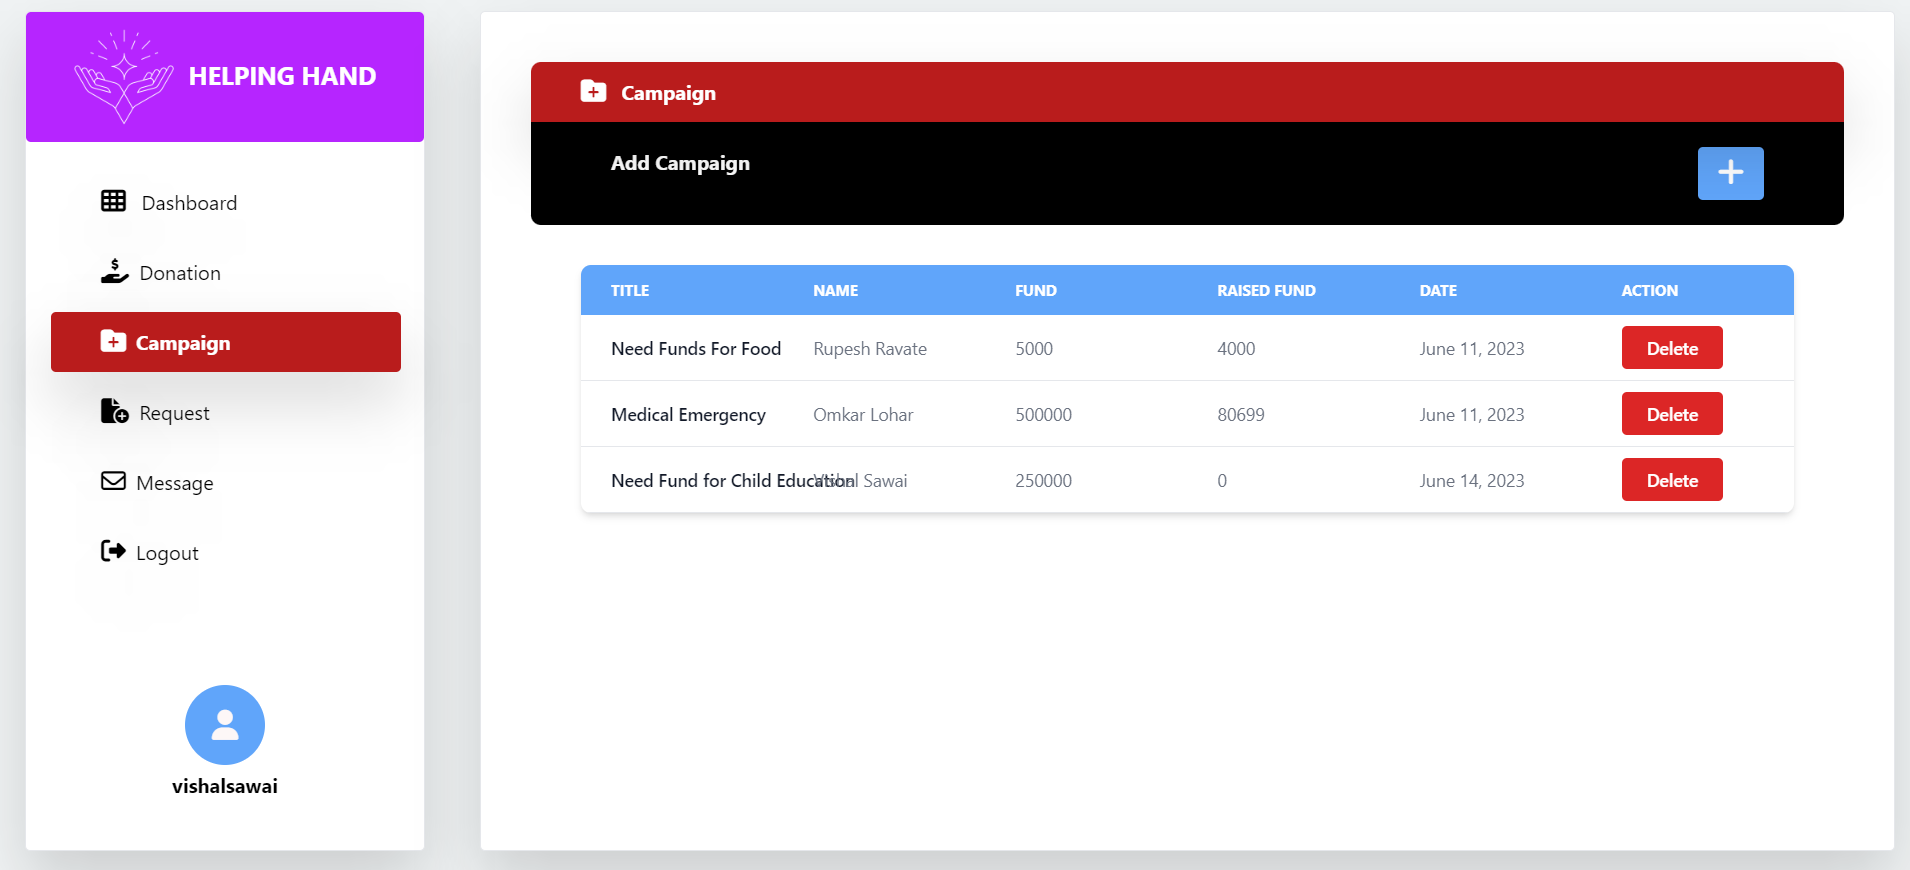 HELPING HAND
Dashboard
Donation
Campaign
Request
Message
Logout
vishalsawai
Campaign
Add Campaign
TITLE NAME FUND RAISED FUND DATE ACTION
Need Funds For Food Rupesh Ravate 5000 4000 June 11, 2023 Delete
Medical Emergency Omkar Lohar 500000 80699 June 11, 2023 Delete
Need Fund for Child Education Vishal Sawai 250000 0 June 14, 2023 Delete